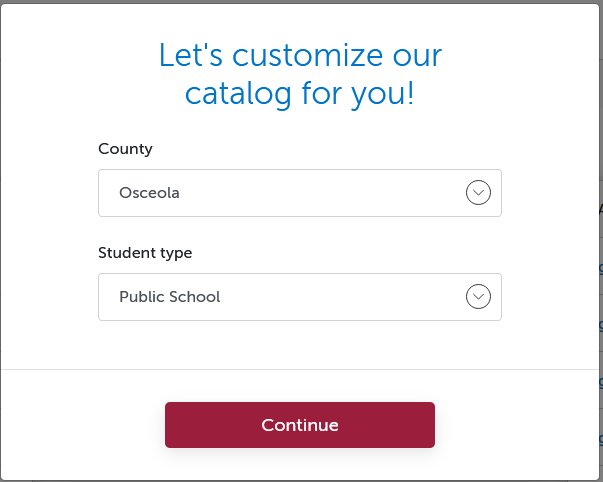 Let's customize our
catalog for you!
County
Osceola
Student type
Public School
Continue